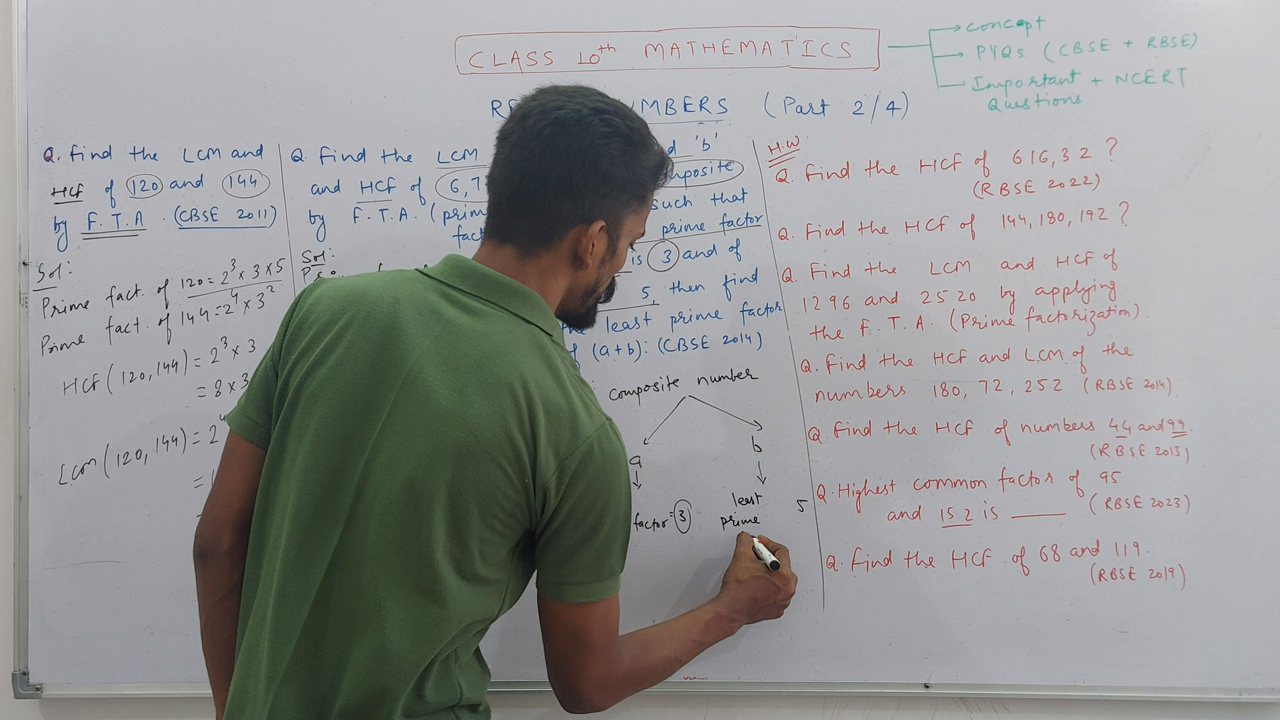 CLASS 10th MATHEMATICS
concept
PYQs. (CBSE + RBSE)
Important + NCERT
Questions
(Part 2/4)
Q. find the LCM and
HCf of 120 and 144
by F.T.A. (CBSE 2011)
Sol:
Prime fact. of 120 = 2³ × 3 × 5
Prime fact. of 144 = 2⁴ × 3²
HCf (120, 144) = 2³ × 3
= 8 × 3
Lcm (120, 144) = 2
=
Q. find the LCM
and HCf of (6, 7
by F.T.A. (prim
fact
Sol:
'b'
such that
prime factor
is 3 and of
5, then find
the least prime factor
of (a+b): (CBSE 2014)
composite number
a
b
factor = 3
least
prime
5
H.W
Q. find the HCf of 616, 32 ?
(RBSE 2022)
Q. find the HCf of 144, 180, 192 ?
Q. find the LCM and HCf of
1296 and 2520 by applying
the F.T.A. (Prime factorization).
Q. find the HCf and LCM of the
numbers 180, 72, 252 (RBSE 2014)
Q. find the HCf of numbers 44 and 99.
(RBSE 2013)
Q. Highest common factor of 95
and 152 is ______ (RBSE 2023)
Q. find the HCf of 68 and 119.
(RBSE 2019)